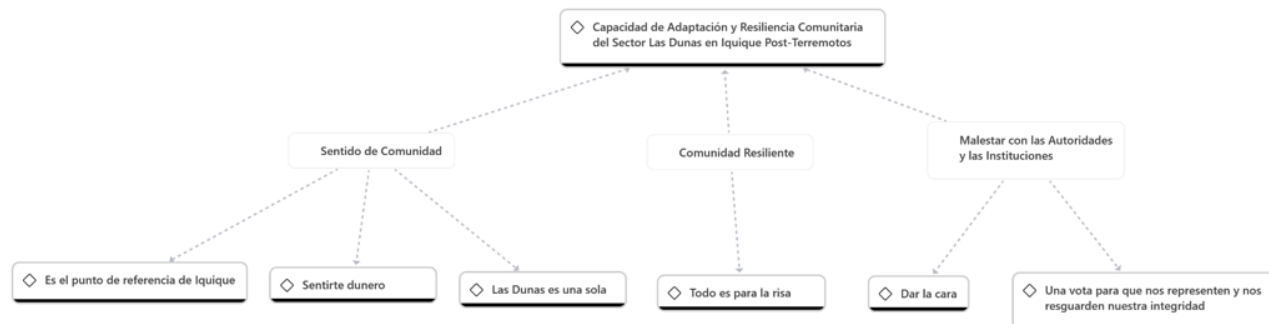 Capacidad de Adaptación y Resiliencia Comunitaria
del Sector Las Dunas en Iquique Post-Terremotos
Sentido de Comunidad
Comunidad Resiliente
Malestar con las Autoridades
y las Instituciones
Es el punto de referencia de Iquique
Sentirte dunero
Las Dunas es una sola
Todo es para la risa
Dar la cara
Una vota para que nos representen y nos
resguarden nuestra integridad